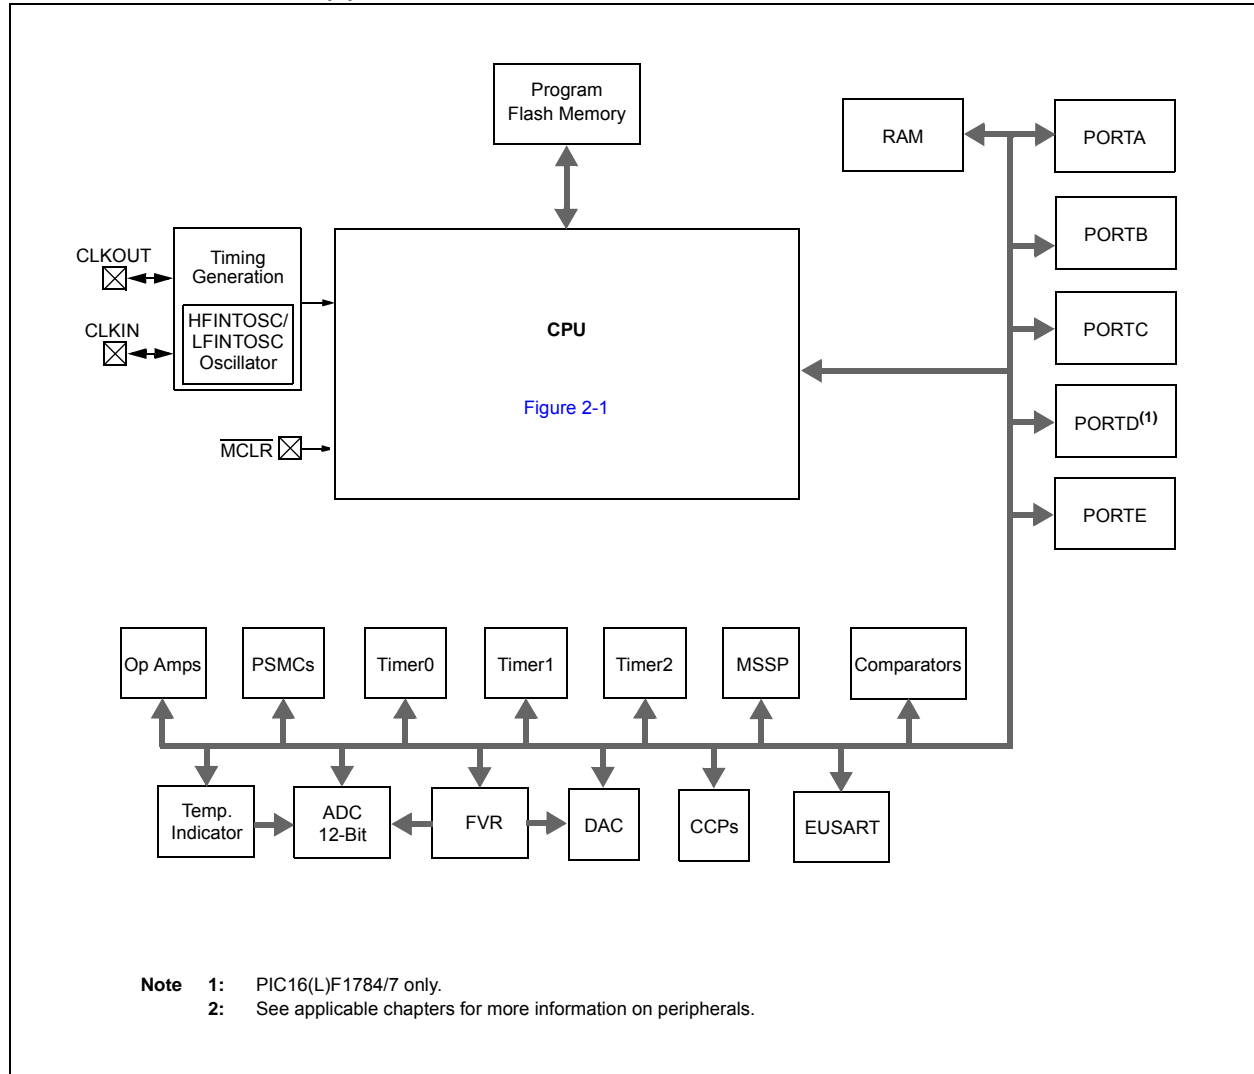 Program
Flash Memory
RAM
PORTA
CLKOUT
Timing
Generation
PORTB
CLKIN
HFINTOSC/
LFINTOSC
Oscillator
CPU
PORTC
Figure 2-1
PORTD(1)
MCLR
PORTE
Op Amps
PSMCs
Timer0
Timer1
Timer2
MSSP
Comparators
Temp.
Indicator
ADC
12-Bit
FVR
DAC
CCPs
EUSART
Note 1: PIC16(L)F1784/7 only.
2: See applicable chapters for more information on peripherals.